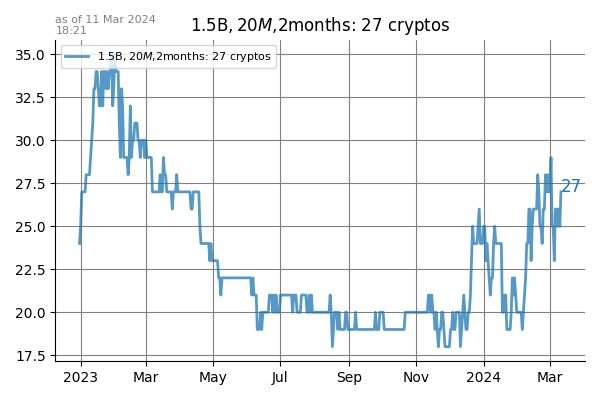 as of 11 Mar 2024
18:21
1.5B, 20M,2months: 27 cryptos
1.5B, 20M,2months: 27 cryptos
35.0
32.5
30.0
27.5
25.0
22.5
20.0
17.5
27
2023 Mar May Jul Sep Nov 2024 Mar